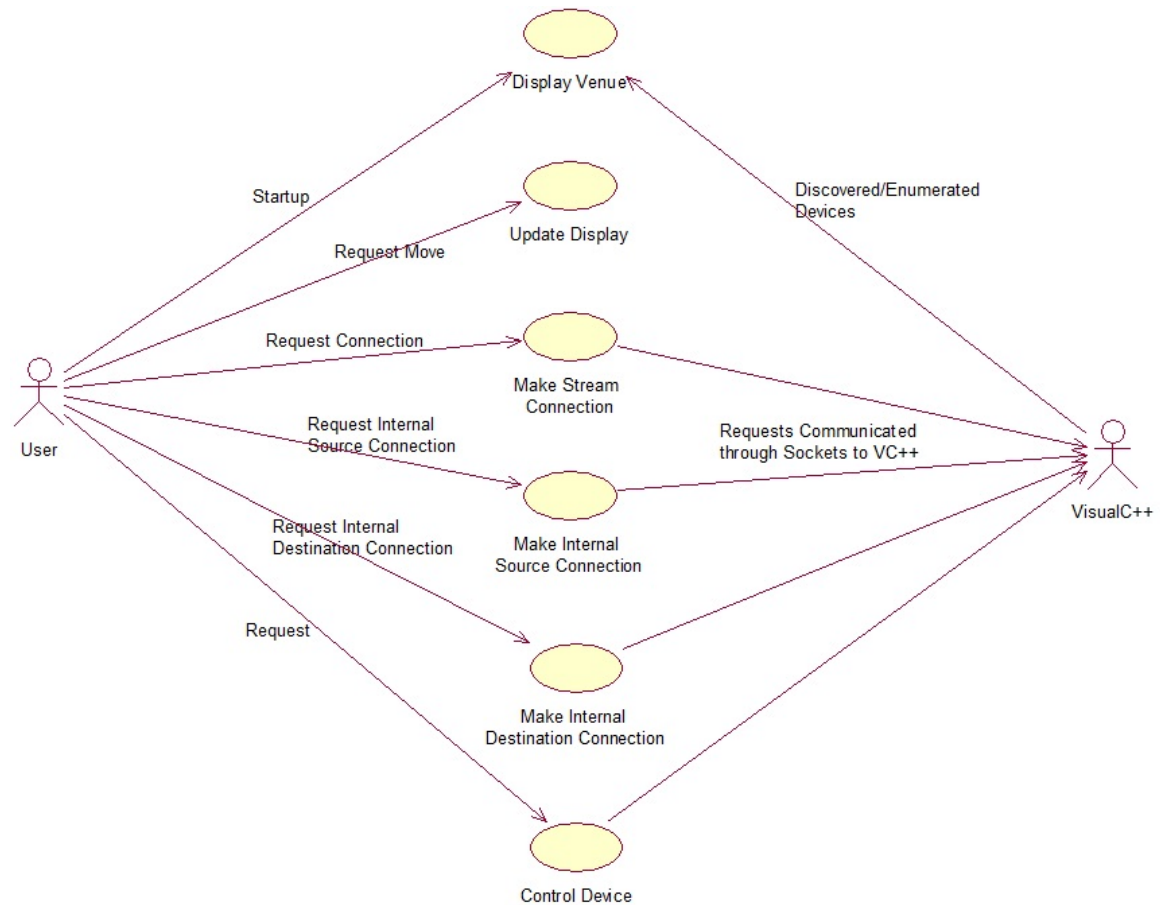 Display Venue
Startup
Discovered/Enumerated
Devices
Update Display
Request Move
Request Connection
Make Stream
Connection
User
Request Internal
Source Connection
Requests Communicated
through Sockets to VC++
VisualC++
Request Internal
Destination Connection
Make Internal
Source Connection
Request
Make Internal
Destination Connection
Control Device